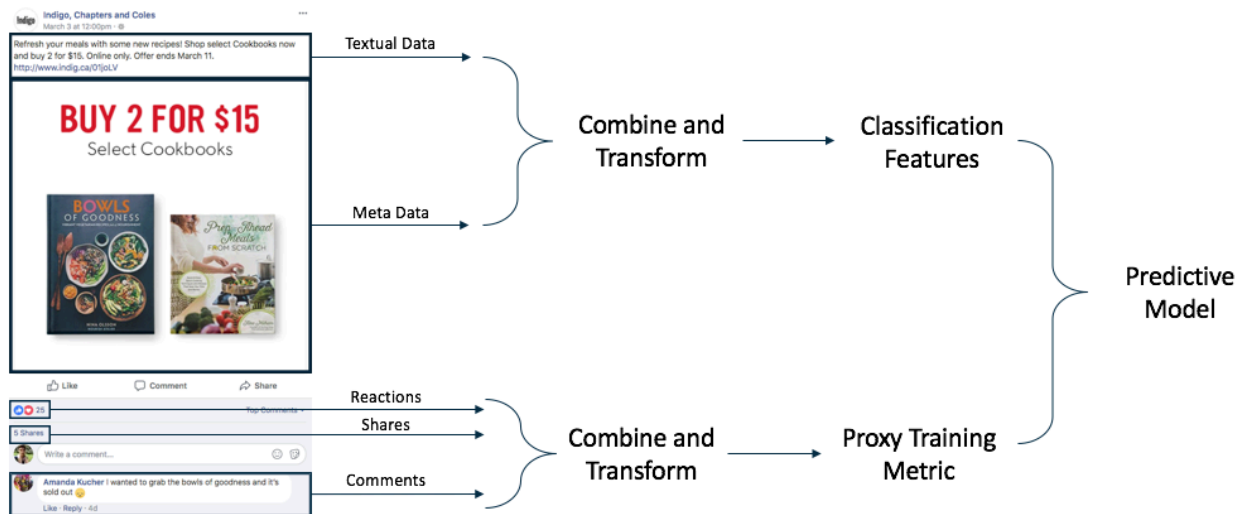 Indigo
Indigo, Chapters and Coles
March 3 at 12:00pm ·
Refresh your meals with some new recipes! Shop select Cookbooks now
and buy 2 for $15. Online only. Offer ends March 11.
http://www.indig.ca/01joLV
BUY 2 FOR $15
Select Cookbooks
BOWLS
OF GOODNESS
Prep-Ahead
Meals
FROM SCRATCH
Like
Comment
Share
25
Top Comments
5 Shares
Write a comment...
Amanda Kucher I wanted to grab the bowls of goodness and it's
sold out
Like · Reply · 4d
Textual Data
Meta Data
Reactions
Shares
Comments
Combine and
Transform
Classification
Features
Combine and
Transform
Proxy Training
Metric
Predictive
Model